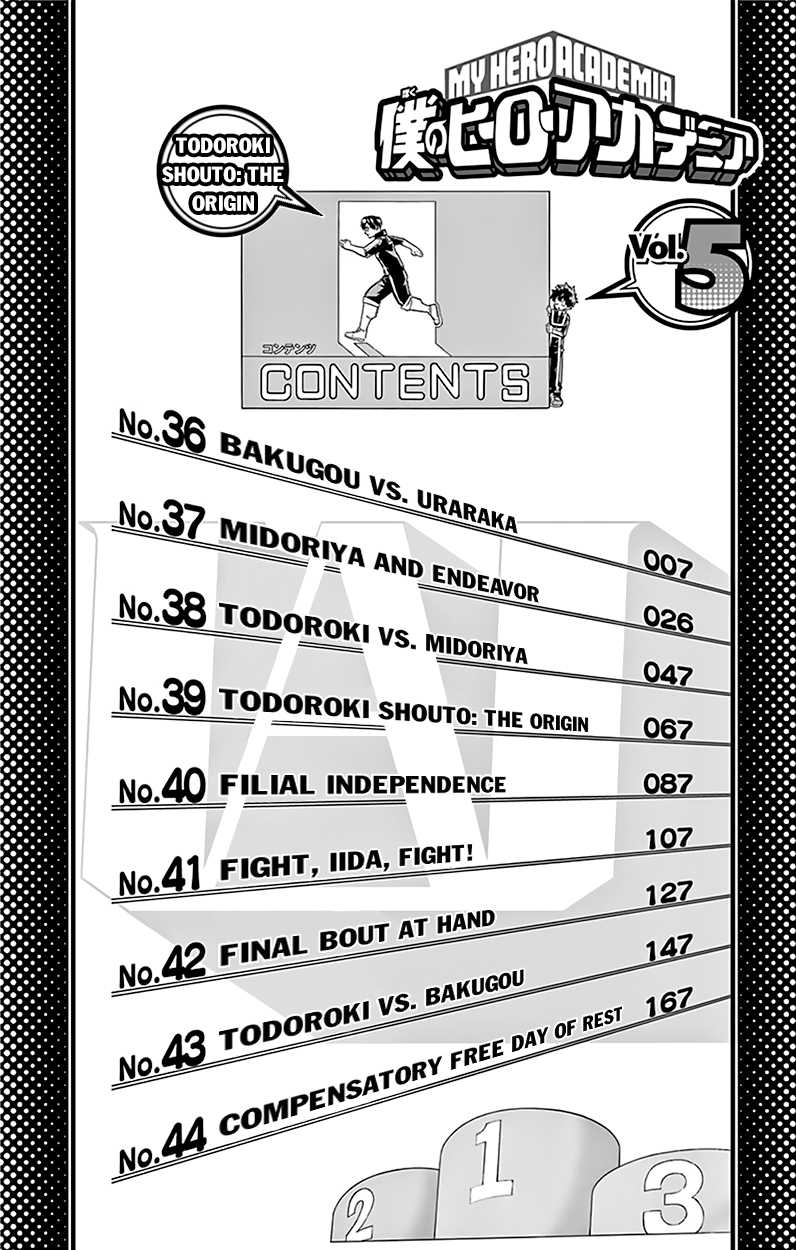 MY HERO ACADEMIA
ぼく
僕のヒーローアカデミア
TODOROKI
SHOUTO: THE
ORIGIN
Vol.5
コンテンツ
CONTENTS
No.36 BAKUGOU VS. URARAKA 007
No.37 MIDORIYA AND ENDEAVOR 026
No.38 TODOROKI VS. MIDORIYA 047
No.39 TODOROKI SHOUTO: THE ORIGIN 067
No.40 FILIAL INDEPENDENCE 087
No.41 FIGHT, IIDA, FIGHT! 107
No.42 FINAL BOUT AT HAND 127
No.43 TODOROKI VS. BAKUGOU 147
No.44 COMPENSATORY FREE DAY OF REST 167
UA
2 1 3